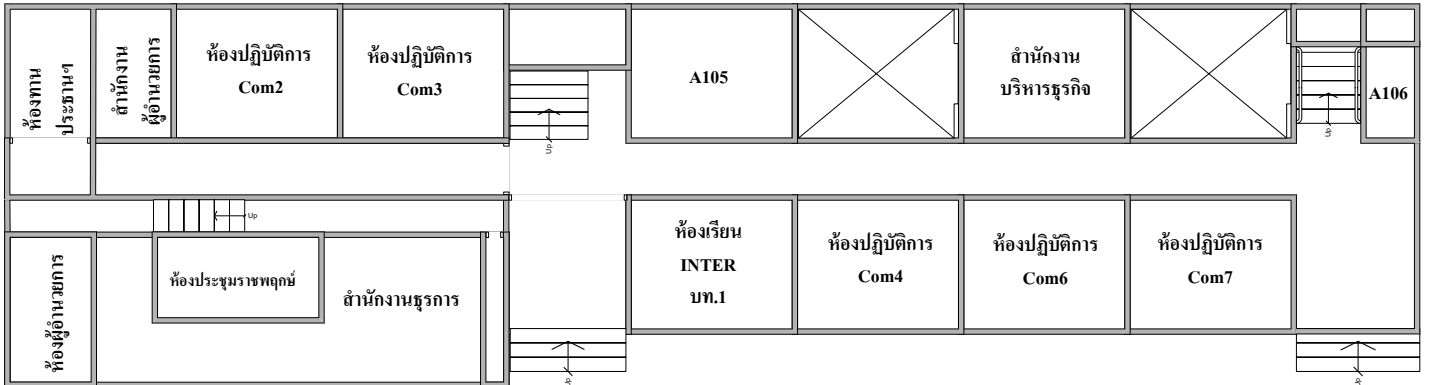 ห้องทาน
ประธานฯ
สำนักงาน
ผู้อำนวยการ
ห้องปฏิบัติการ
Com2
ห้องปฏิบัติการ
Com3
Up
A105
สำนักงาน
บริหารธุรกิจ
Up
A106
Up
ห้องผู้อำนวยการ
ห้องประชุมราชพฤกษ์
สำนักงานธุรการ
Up
ห้องเรียน
INTER
บท.1
ห้องปฏิบัติการ
Com4
ห้องปฏิบัติการ
Com6
ห้องปฏิบัติการ
Com7
Up